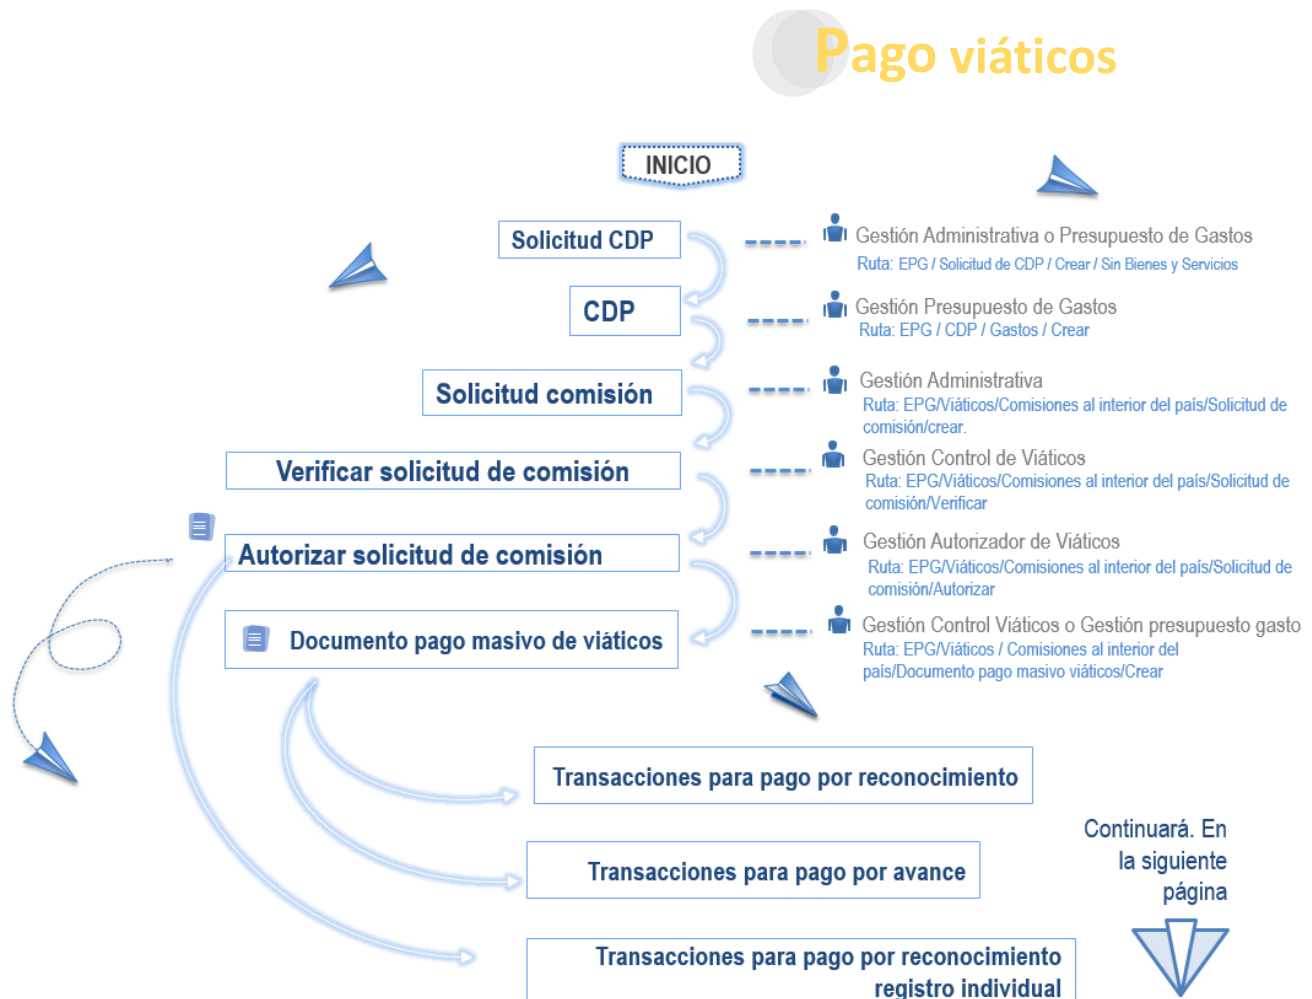 Pago viáticos
INICIO
Solicitud CDP
Gestión Administrativa o Presupuesto de Gastos
Ruta: EPG / Solicitud de CDP / Crear / Sin Bienes y Servicios
CDP
Gestión Presupuesto de Gastos
Ruta: EPG / CDP / Gastos / Crear
Solicitud comisión
Gestión Administrativa
Ruta: EPG/Viáticos/Comisiones al interior del país/Solicitud de
comisión/crear.
Verificar solicitud de comisión
Gestión Control de Viáticos
Ruta: EPG/Viáticos/Comisiones al interior del país/Solicitud de
comisión/Verificar
Autorizar solicitud de comisión
Gestión Autorizador de Viáticos
Ruta: EPG/Viáticos/Comisiones al interior del país/Solicitud de
comisión/Autorizar
Documento pago masivo de viáticos
Gestión Control Viáticos o Gestión presupuesto gasto
Ruta: EPG/Viáticos / Comisiones al interior del
país/Documento pago masivo viáticos/Crear
Transacciones para pago por reconocimiento
Transacciones para pago por avance
Transacciones para pago por reconocimiento
registro individual
Continuará. En
la siguiente
página